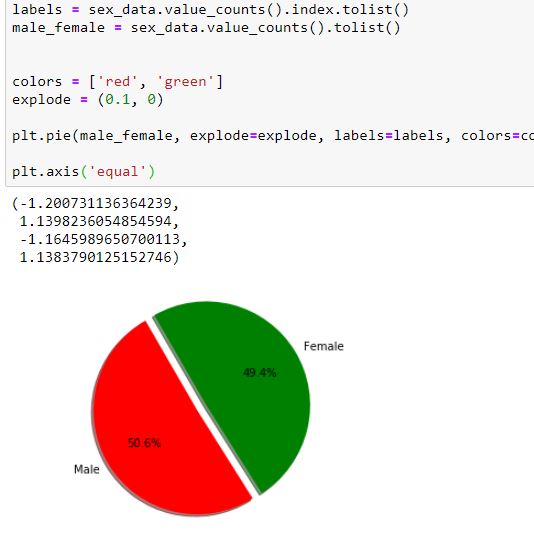 labels = sex_data.value_counts().index.tolist()
male_female = sex_data.value_counts().tolist()
colors = ['red', 'green']
explode = (0.1, 0)
plt.pie(male_female, explode=explode, labels=labels, colors=co
plt.axis('equal')
(-1.200731136364239,
1.1398236054854594,
-1.1645989650700113,
1.1383790125152746)
Female
49.4%
50.6%
Male